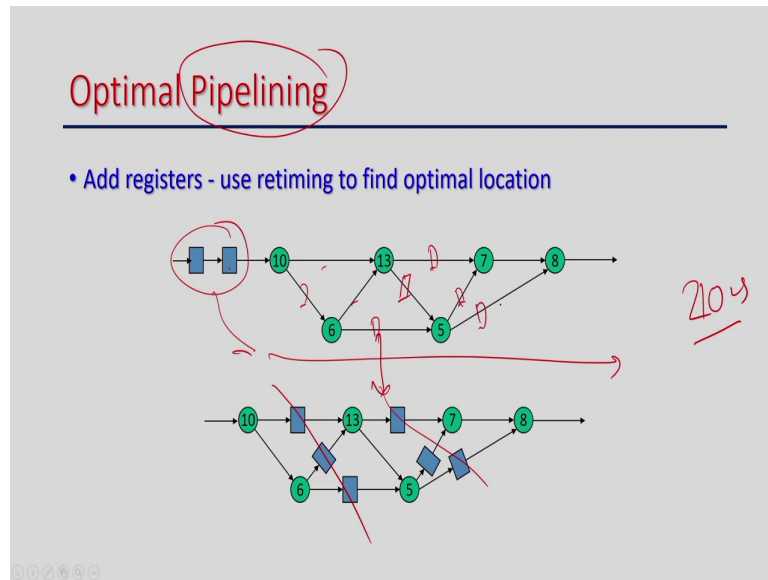 Optimal Pipelining
• Add registers - use retiming to find optimal location
10 13 7 8
6 5
10 13 7 8
6 5